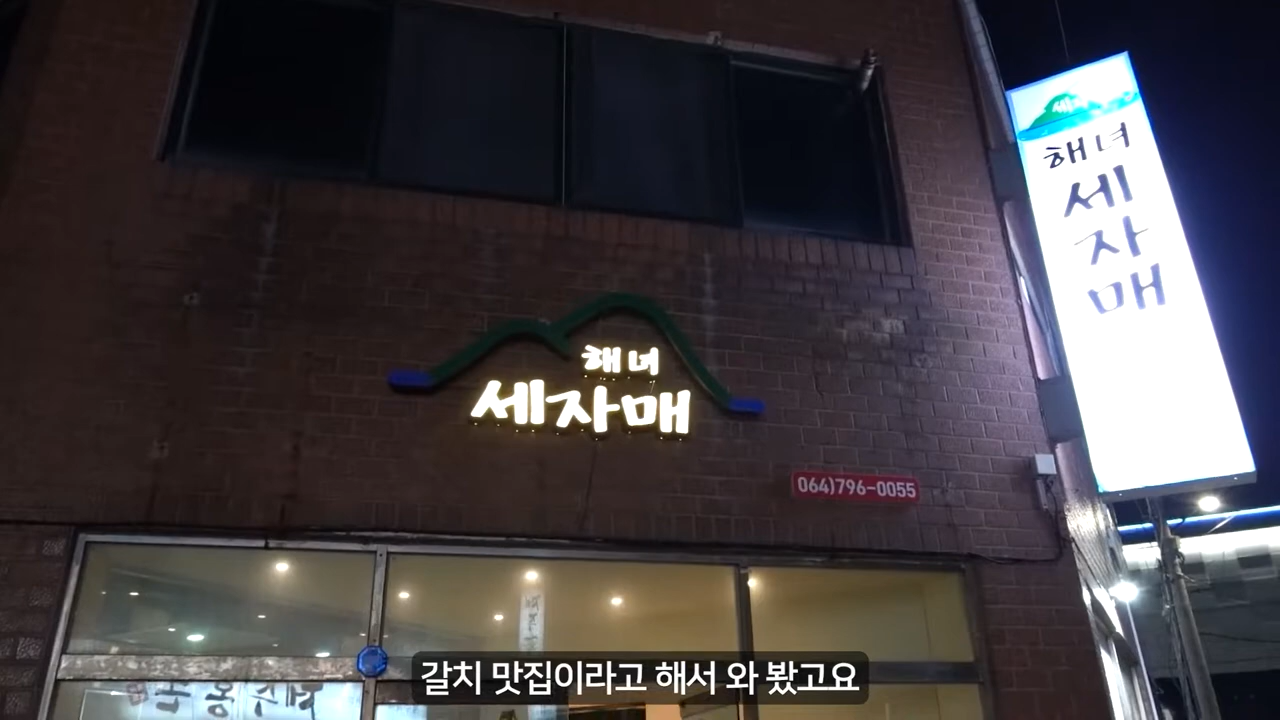 해녀
세자매
064)796-0055
해녀
세
자
매
갈치 맛집이라고 해서 와 봤고요